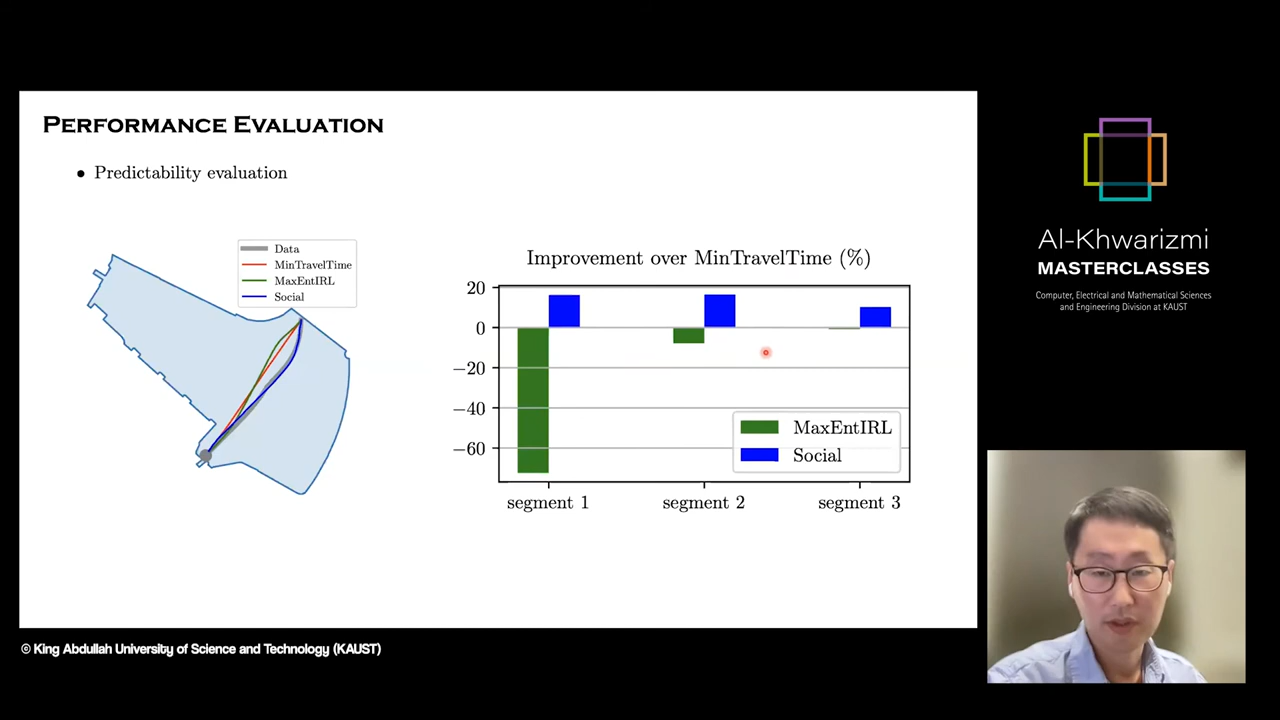 PERFORMANCE EVALUATION
• Predictability evaluation
Data
MinTravelTime
MaxEntIRL
Social
Improvement over MinTravelTime (%)
20
0
−20
−40
−60
MaxEntIRL
Social
segment 1
segment 2
segment 3
Al-Khwarizmi
MASTERCLASSES
Computer, Electrical and Mathematical Sciences
and Engineering Division at KAUST
© King Abdullah University of Science and Technology (KAUST)